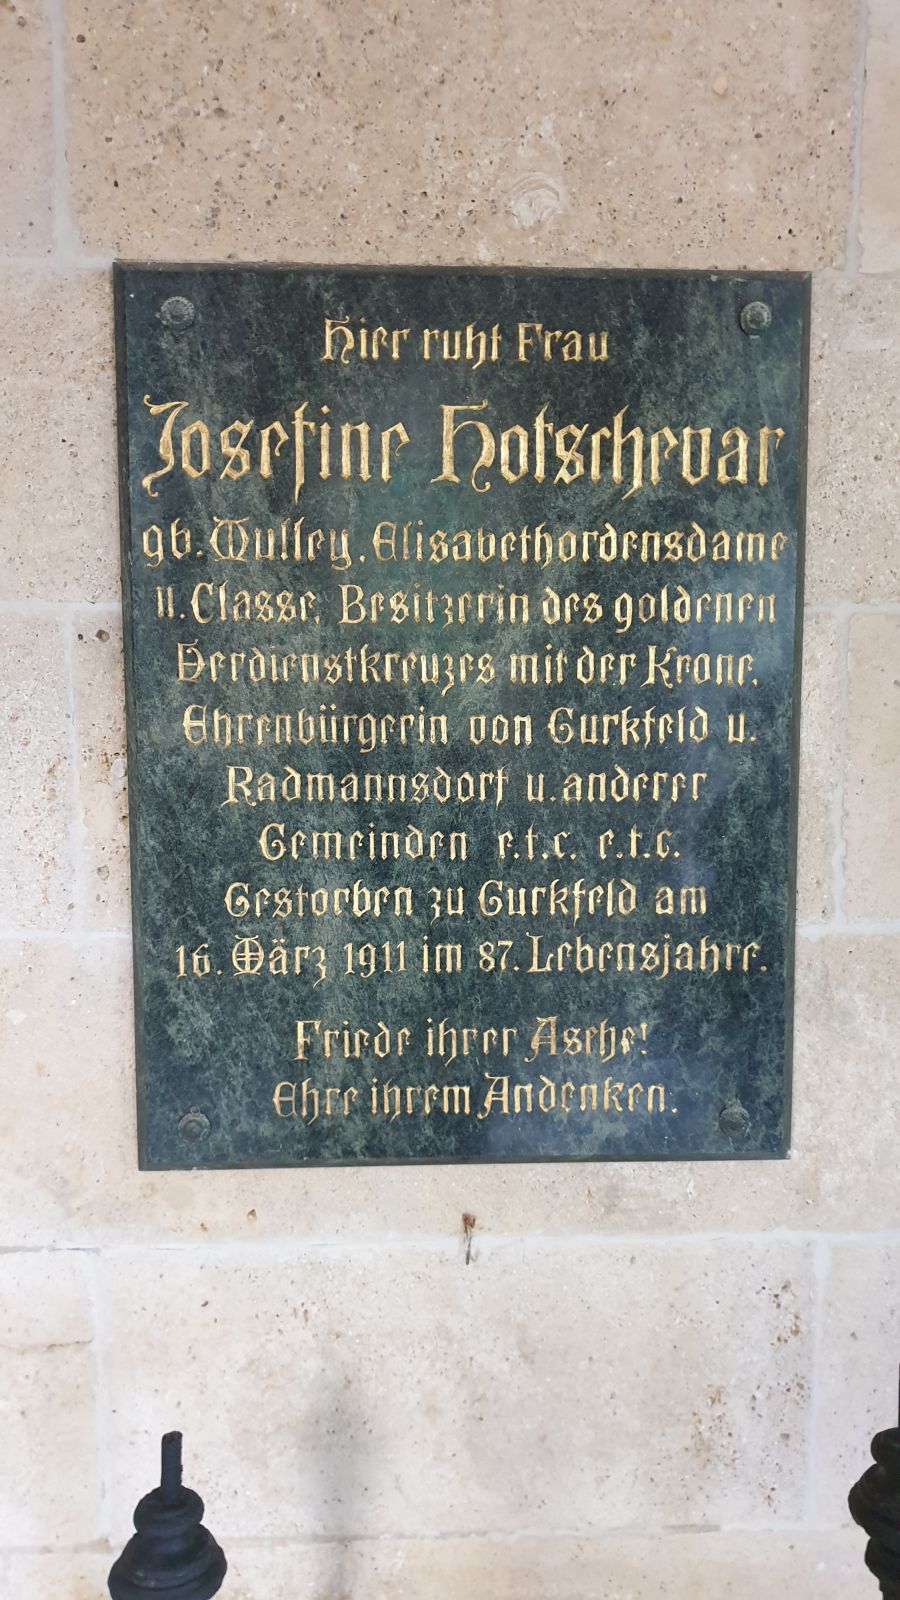 Hier ruht Frau
Josefine Hotschevar
gb. Mulley, Elisabethordensdame
II. Classe, Besitzerin des goldenen
Verdienstkreuzes mit der Krone,
Ehrenbürgerin von Gurkfeld u.
Radmannsdorf u. anderer
Gemeinden e.t.c. e.t.c.
Gestorben zu Gurkfeld am
16. März 1911 im 87. Lebensjahre.
Friede ihrer Asche!
Ehre ihrem Andenken.